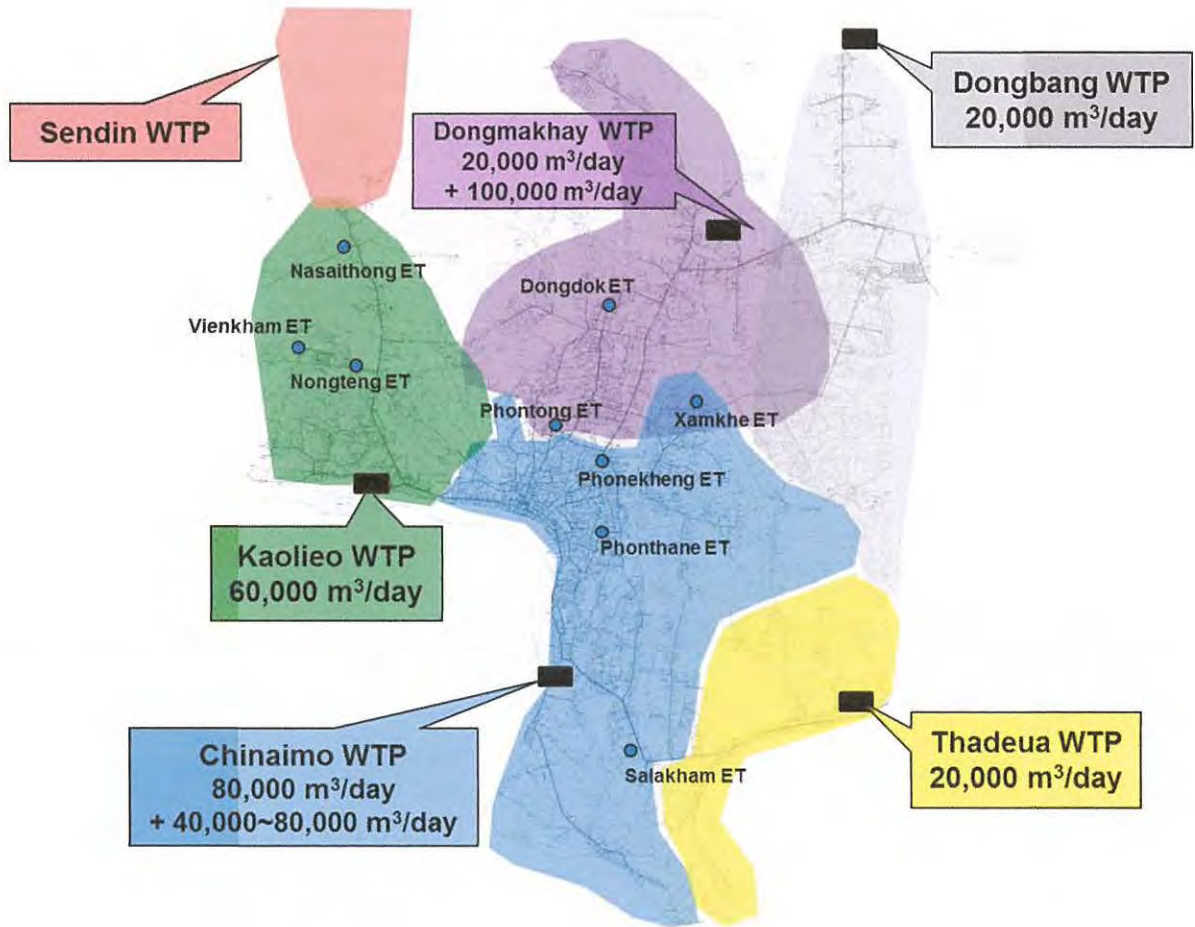 Sendin WTP
Dongmakhay WTP
20,000 m³/day
+ 100,000 m³/day
Dongbang WTP
20,000 m³/day
Nasaithong ET
Dongdok ET
Vienkham ET
Nongteng ET
Phontong ET
Xamkhe ET
Phonekheng ET
Phonthane ET
Kaolieo WTP
60,000 m³/day
Chinaimo WTP
80,000 m³/day
+ 40,000~80,000 m³/day
Salakham ET
Thadeua WTP
20,000 m³/day